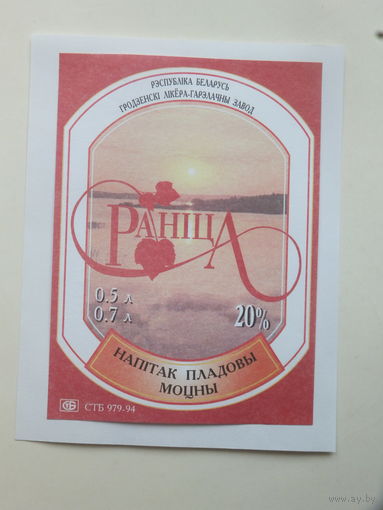 РЭСПУБЛІКА БЕЛАРУСЬ
ГРОДЗЕНСКІ ЛІКЁРА-ГАРЭЛАЧНЫ ЗАВОД
РАНІЦА
0.5 л
0.7 л
20%
НАПІТАК ПЛАДОВЫ
МОЦНЫ
СТБ СТБ 979-94
www.ay.by